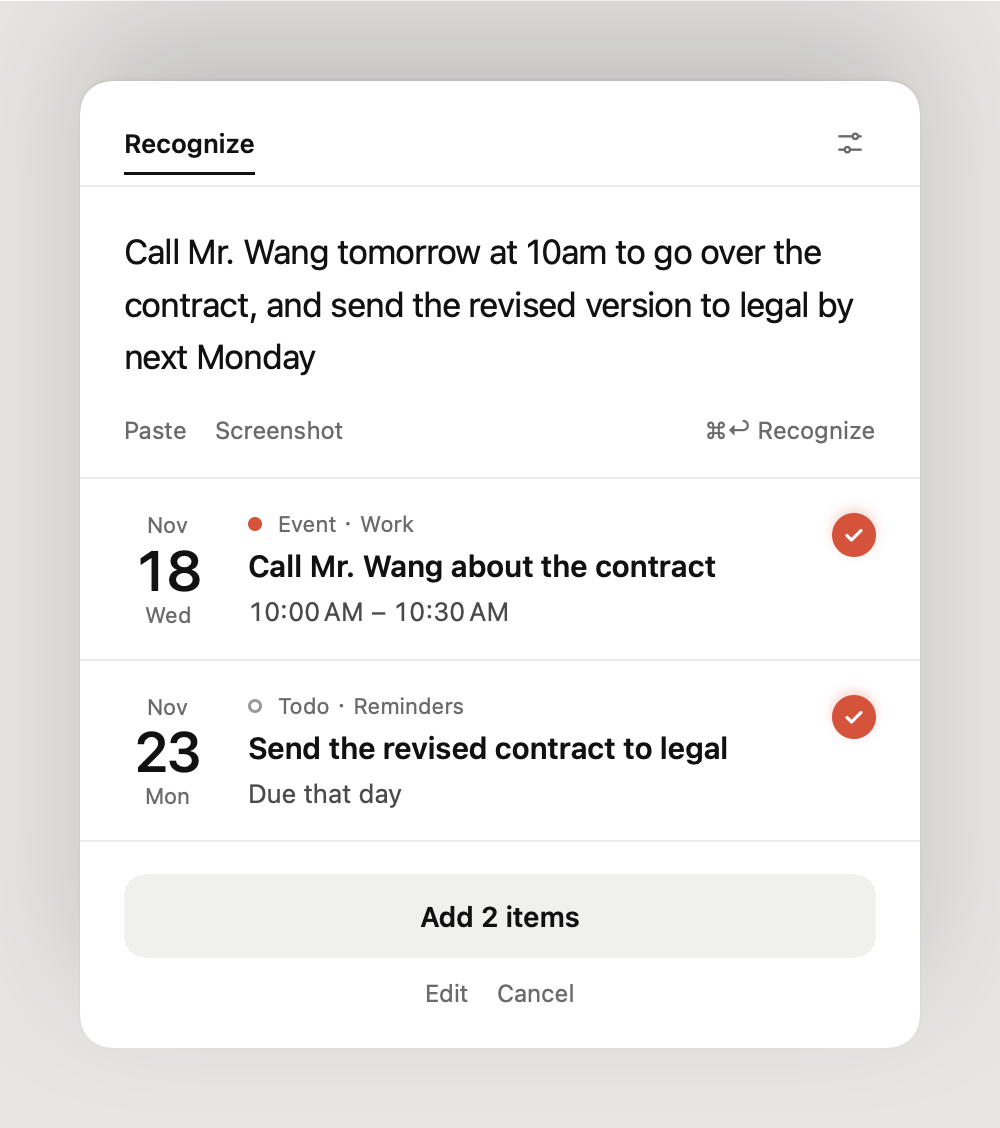 Recognize
Call Mr. Wang tomorrow at 10am to go over the
contract, and send the revised version to legal by
next Monday
Paste Screenshot ⌘↩ Recognize
Nov
18
Wed
Event · Work
Call Mr. Wang about the contract
10:00 AM – 10:30 AM
Nov
23
Mon
Todo · Reminders
Send the revised contract to legal
Due that day
Add 2 items
Edit Cancel